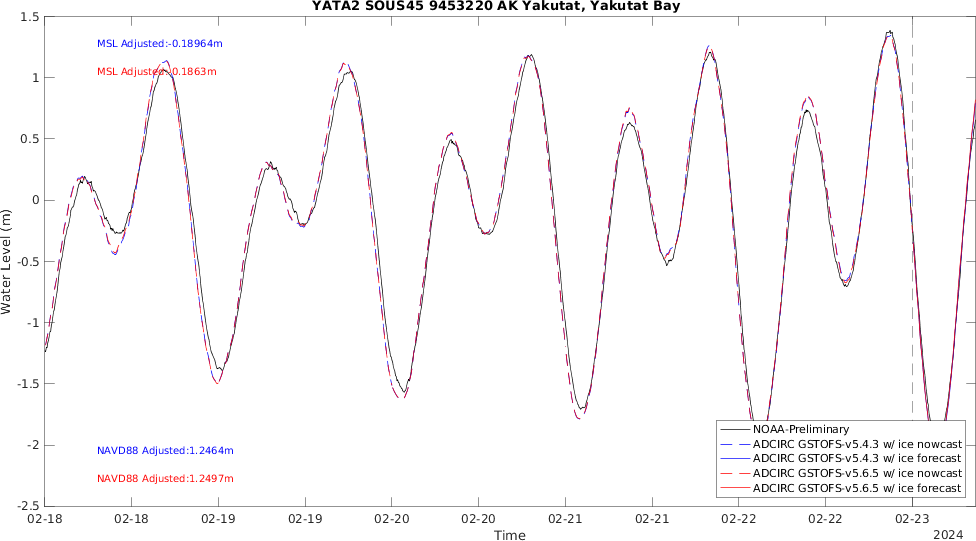 YATA2 SOUS45 9453220 AK Yakutat, Yakutat Bay
1.5
1
0.5
0
-0.5
-1
-1.5
-2
-2.5
Water Level (m)
MSL Adjusted:-0.18964m
MSL Adjusted:-0.1863m
NAVD88 Adjusted:1.2464m
NAVD88 Adjusted:1.2497m
NOAA-Preliminary
ADCIRC GSTOFS-v5.4.3 w/ ice nowcast
ADCIRC GSTOFS-v5.4.3 w/ ice forecast
ADCIRC GSTOFS-v5.6.5 w/ ice nowcast
ADCIRC GSTOFS-v5.6.5 w/ ice forecast
02-18 02-18 02-19 02-19 02-20 02-20 02-21 02-21 02-22 02-22 02-23
Time
2024